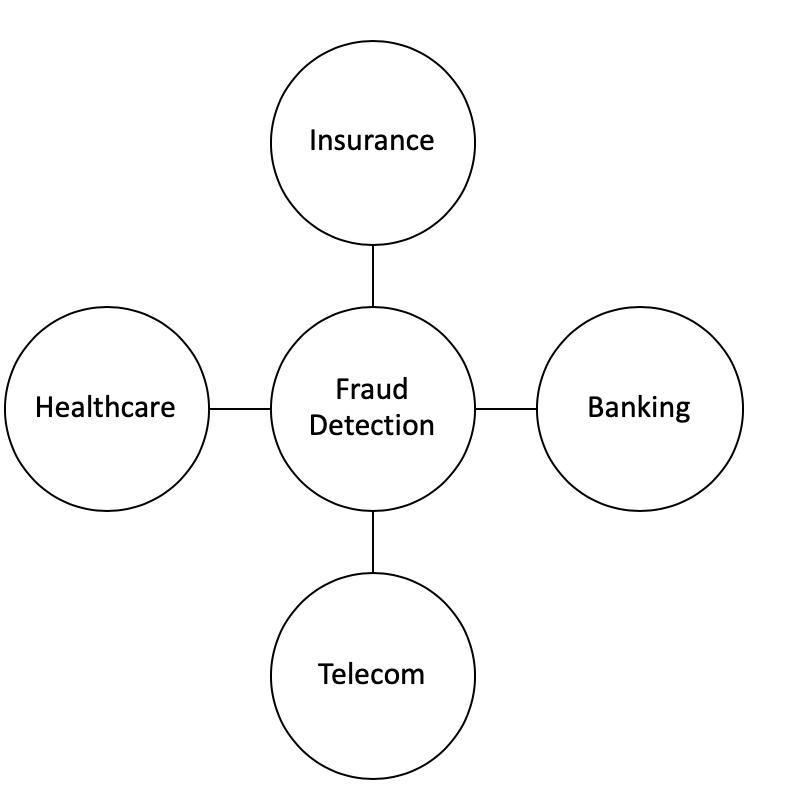 Insurance
Healthcare
Fraud
Detection
Banking
Telecom